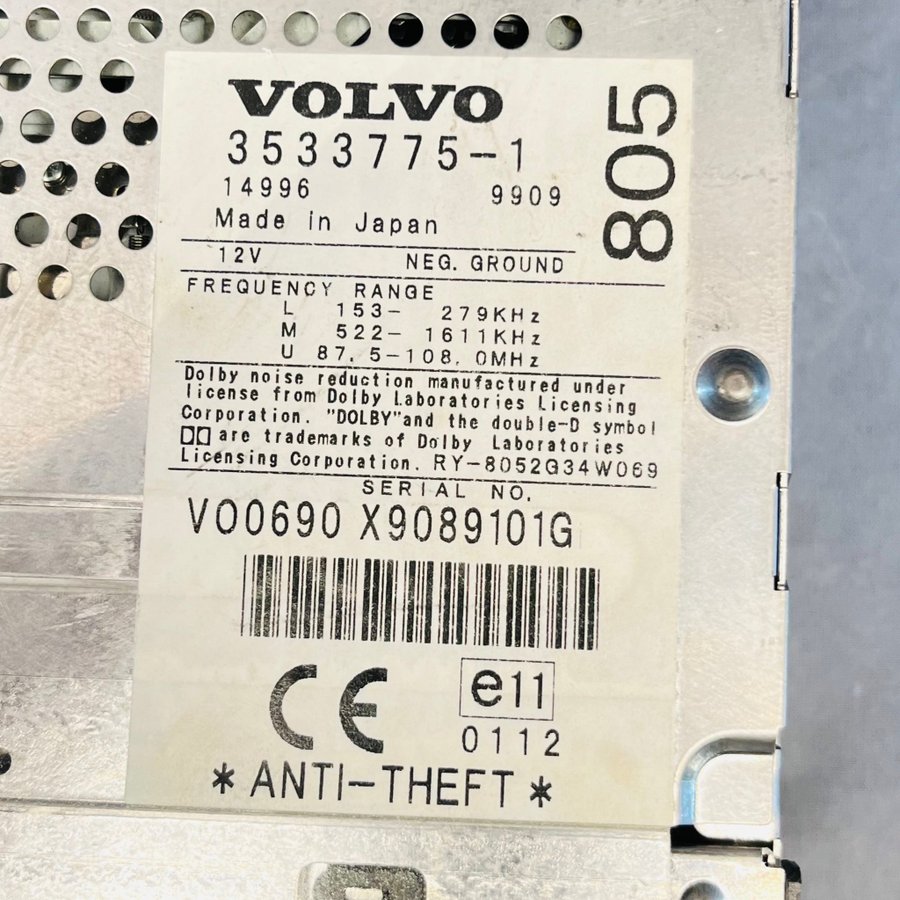 VOLVO
3533775-1
805
14996 9909
Made in Japan
12V NEG. GROUND
FREQUENCY RANGE
L 153- 279KHz
M 522- 1611KHz
U 87.5-108.0MHz
Dolby noise reduction manufactured under
license from Dolby Laboratories Licensing
Corporation. "DOLBY"and the double-D symbol
are trademarks of Dolby Laboratories
Licensing Corporation. RY-8052G34W069
SERIAL NO.
VO0690 X9089101G
CE e11
0112
* ANTI-THEFT *